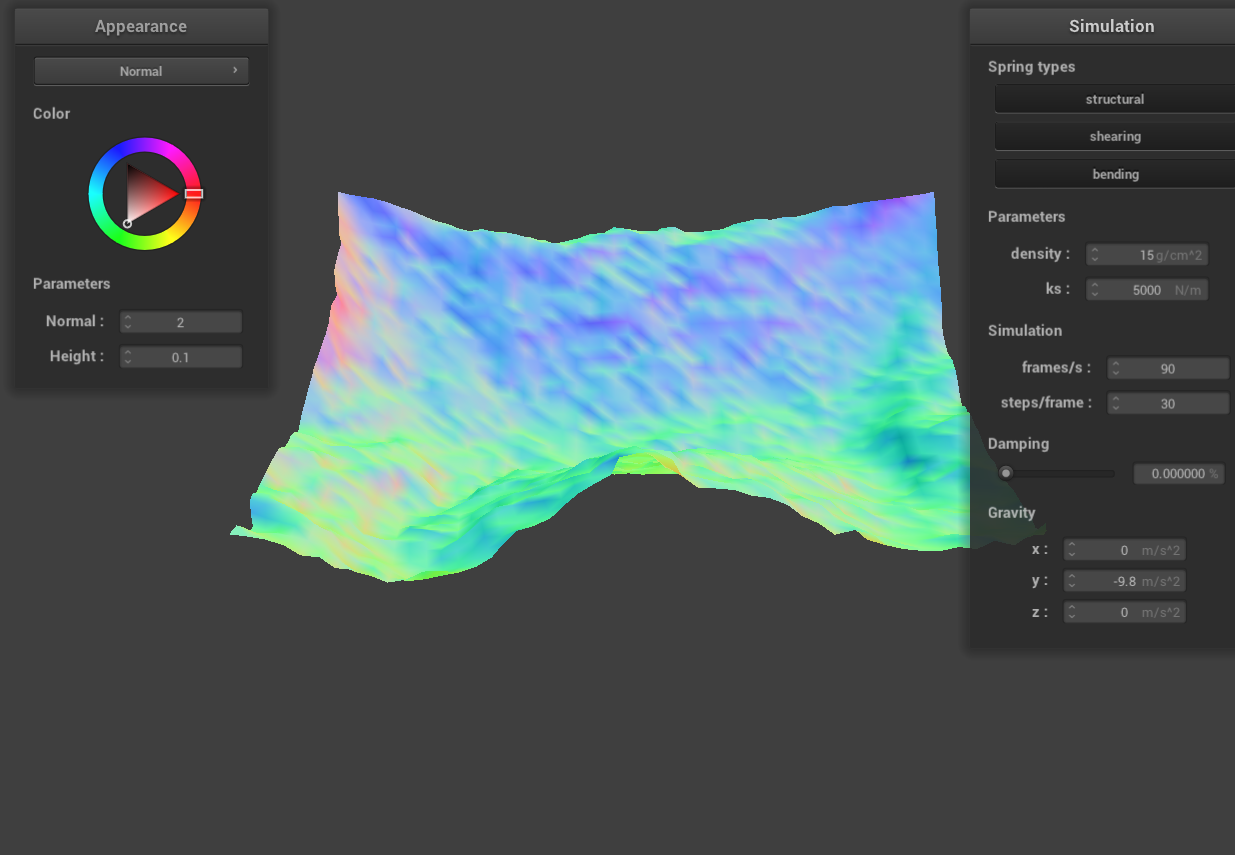 Appearance
Normal ›
Color
Parameters
Normal : 2
Height : 0.1
Simulation
Spring types
structural
shearing
bending
Parameters
density : 15 g/cm^2
ks : 5000 N/m
Simulation
frames/s : 90
steps/frame : 30
Damping
0.000000 %
Gravity
x : 0 m/s^2
y : -9.8 m/s^2
z : 0 m/s^2